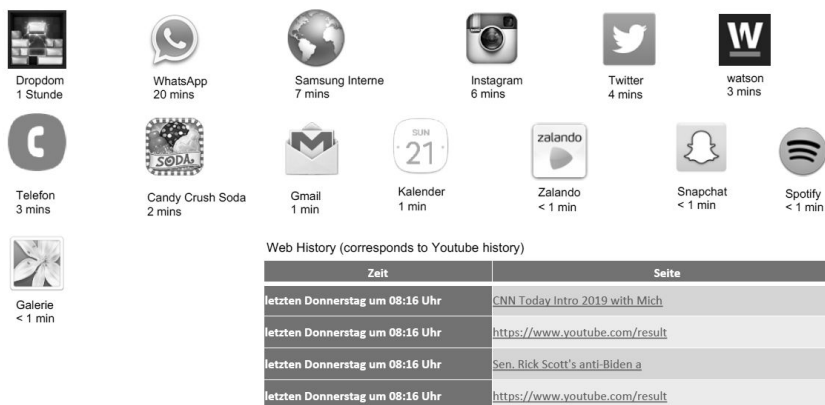 Dropdom
1 Stunde
WhatsApp
20 mins
Samsung Interne
7 mins
Instagram
6 mins
Twitter
4 mins
W
watson
3 mins
Telefon
3 mins
SODA
Candy Crush Soda
2 mins
Gmail
1 min
SUN
21
Kalender
1 min
zalando
Zalando
< 1 min
Snapchat
< 1 min
Spotify
< 1 min
Galerie
< 1 min
Web History (corresponds to Youtube history)
Zeit Seite
letzten Donnerstag um 08:16 Uhr CNN Today Intro 2019 with Mich
letzten Donnerstag um 08:16 Uhr https://www.youtube.com/result
letzten Donnerstag um 08:16 Uhr Sen. Rick Scott's anti-Biden a
letzten Donnerstag um 08:16 Uhr https://www.youtube.com/result